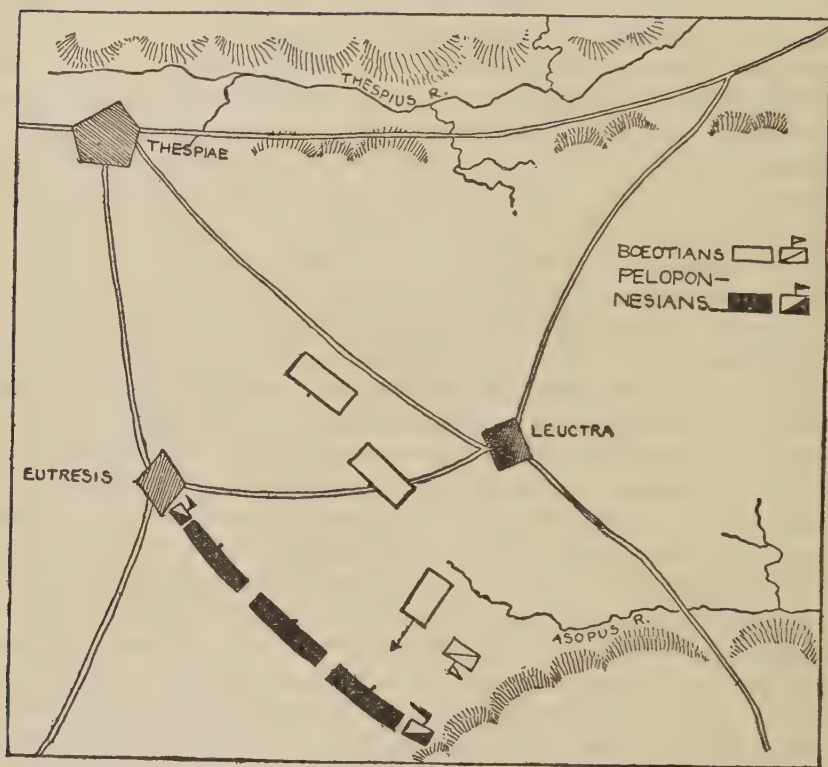 THESPIUS R.
THESPIAE
BOEOTIANS
PELOPON-
NESIANS
LEUCTRA
EUTRESIS
ASOPUS R.